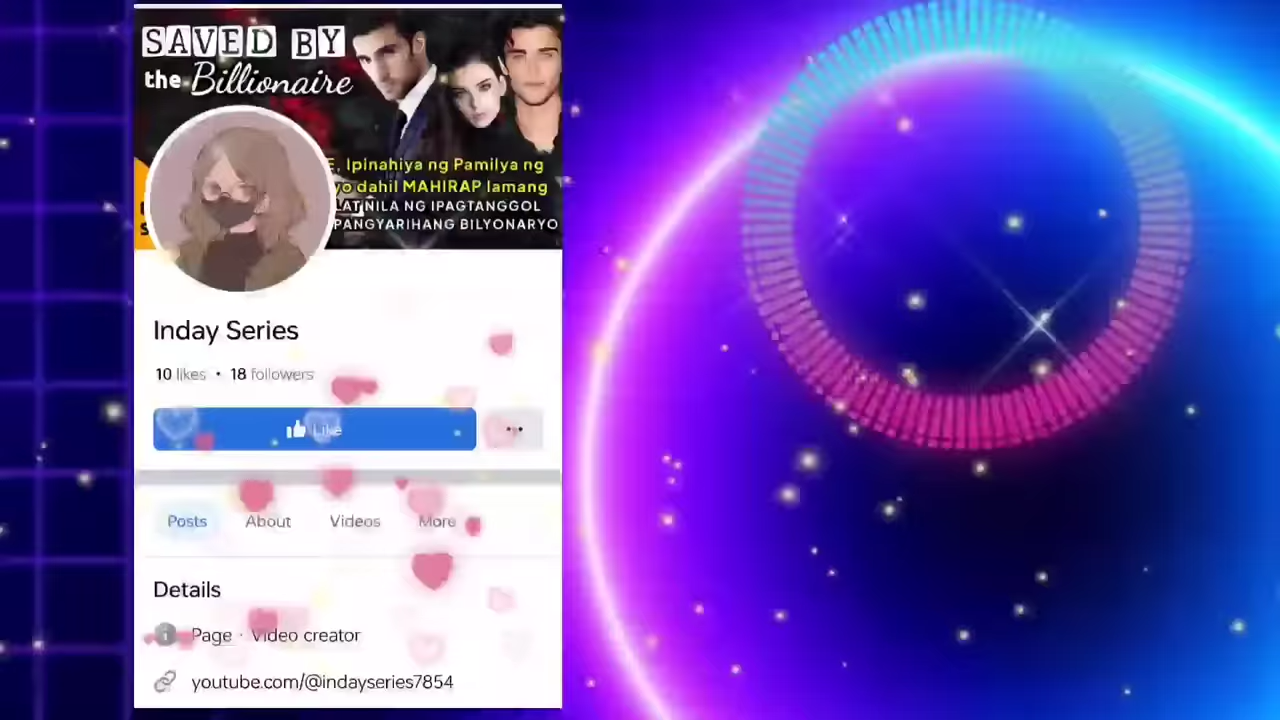 SAVED BY
the Billionaire
E, Ipinahiya ng Pamilya ng
yo dahil MAHIRAP lamang
LAT NILA NG IPAGTANGGOL
PANGYARIHANG BILYONARYO
Inday Series
10 likes • 18 followers
Like
Posts About Videos More
Details
Page · Video creator
youtube.com/@indayseries7854